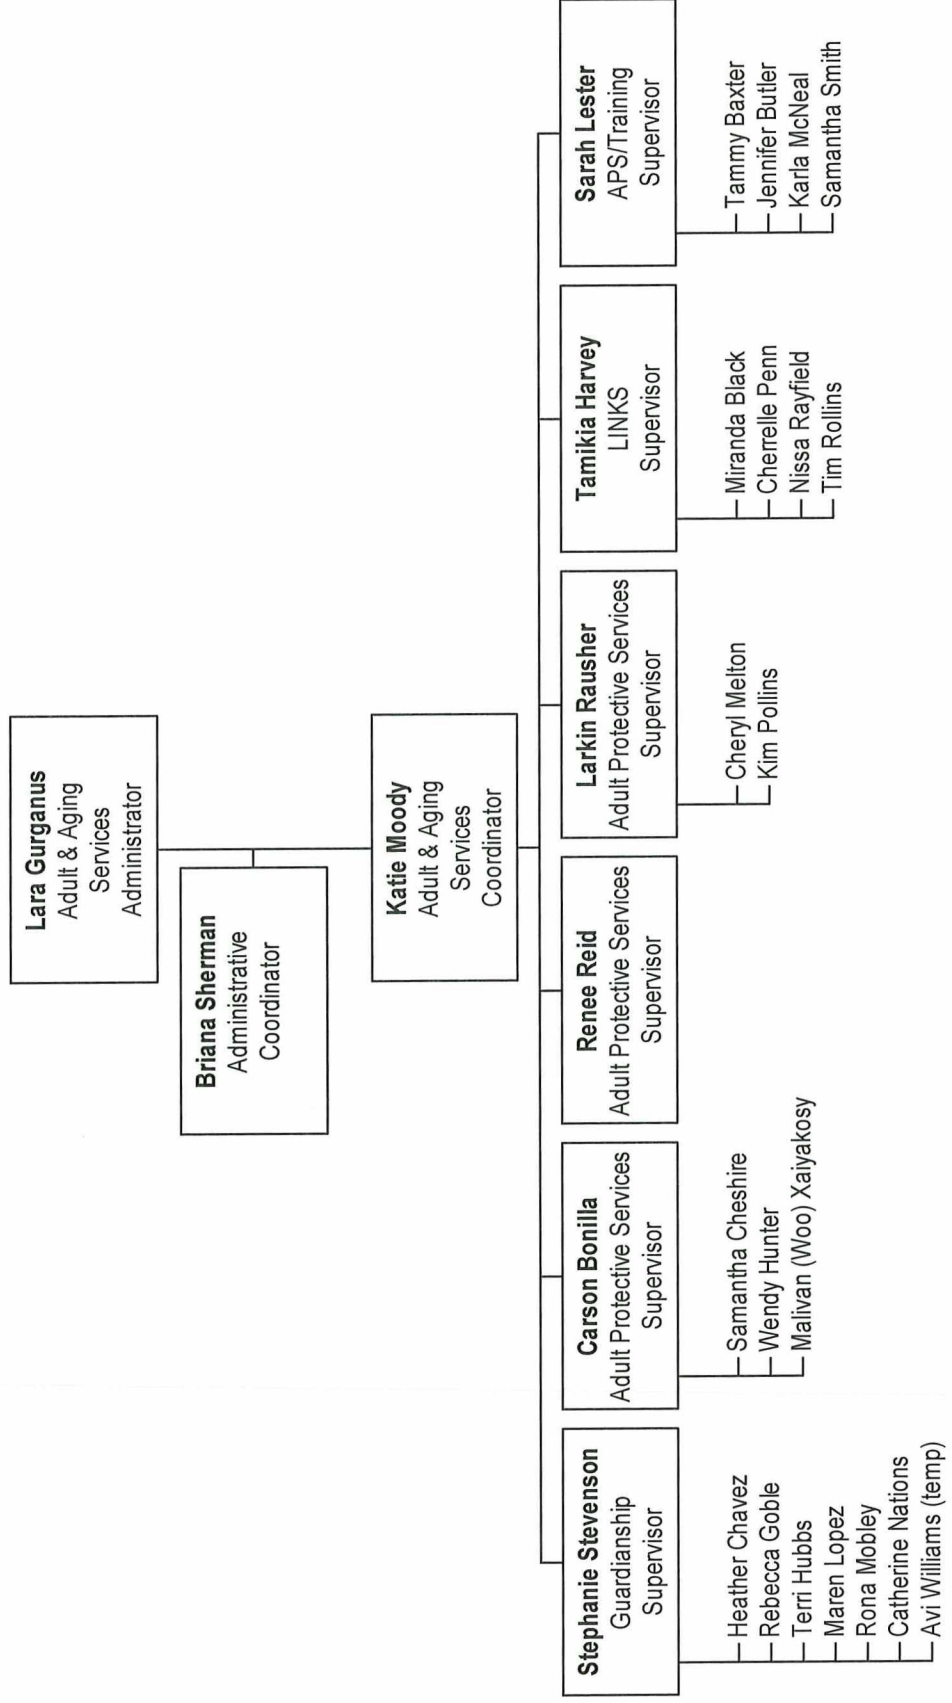 Lara Gurganus
Adult & Aging
Services
Administrator
Briana Sherman
Administrative
Coordinator
Katie Moody
Adult & Aging
Services
Coordinator
Stephanie Stevenson
Guardianship
Supervisor
Heather Chavez
Rebecca Goble
Terri Hubbs
Maren Lopez
Rona Mobley
Catherine Nations
Avi Williams (temp)
Carson Bonilla
Adult Protective Services
Supervisor
Samantha Cheshire
Wendy Hunter
Malivan (Woo) Xaiyakosy
Renee Reid
Adult Protective Services
Supervisor
Larkin Rausher
Adult Protective Services
Supervisor
Cheryl Melton
Kim Pollins
Tamikia Harvey
LINKS
Supervisor
Miranda Black
Cherrelle Penn
Nissa Rayfield
Tim Rollins
Sarah Lester
APS/Training
Supervisor
Tammy Baxter
Jennifer Butler
Karla McNeal
Samantha Smith